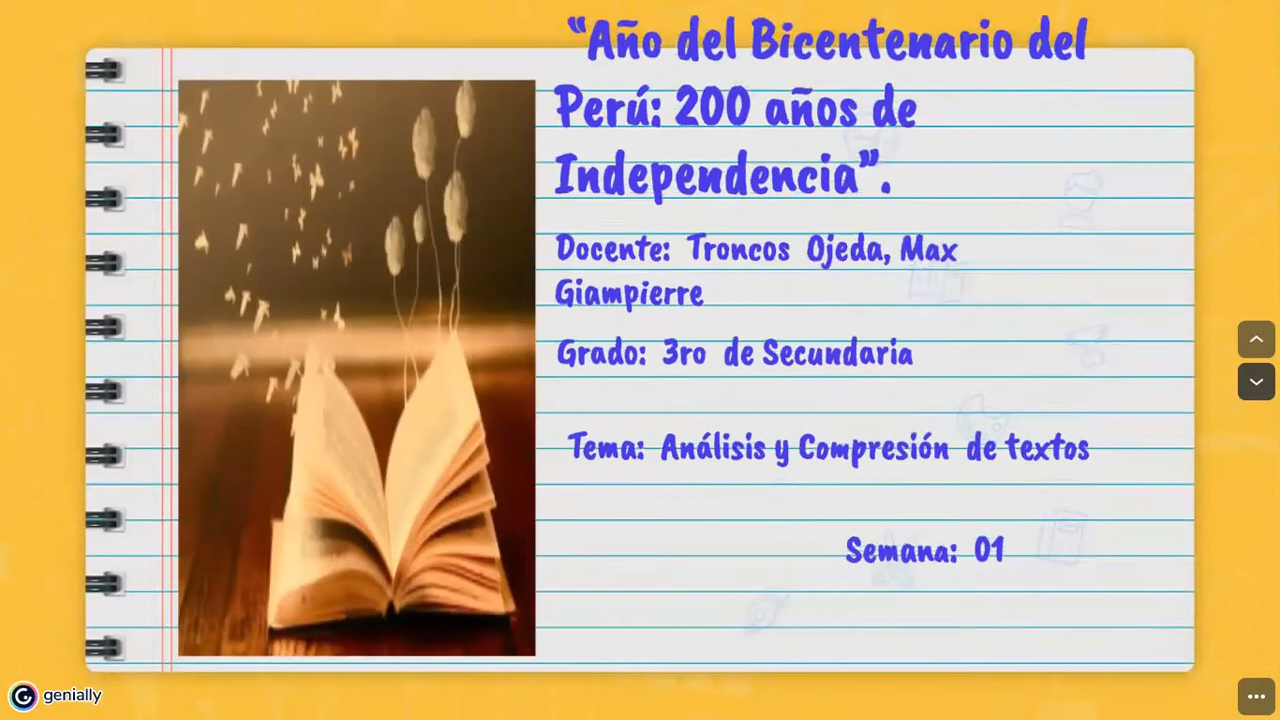 “Año del Bicentenario del
Perú: 200 años de
Independencia”.
Docente: Troncos Ojeda, Max
Giampierre
Grado: 3ro de Secundaria
Tema: Análisis y Compresión de textos
Semana: 01
genially